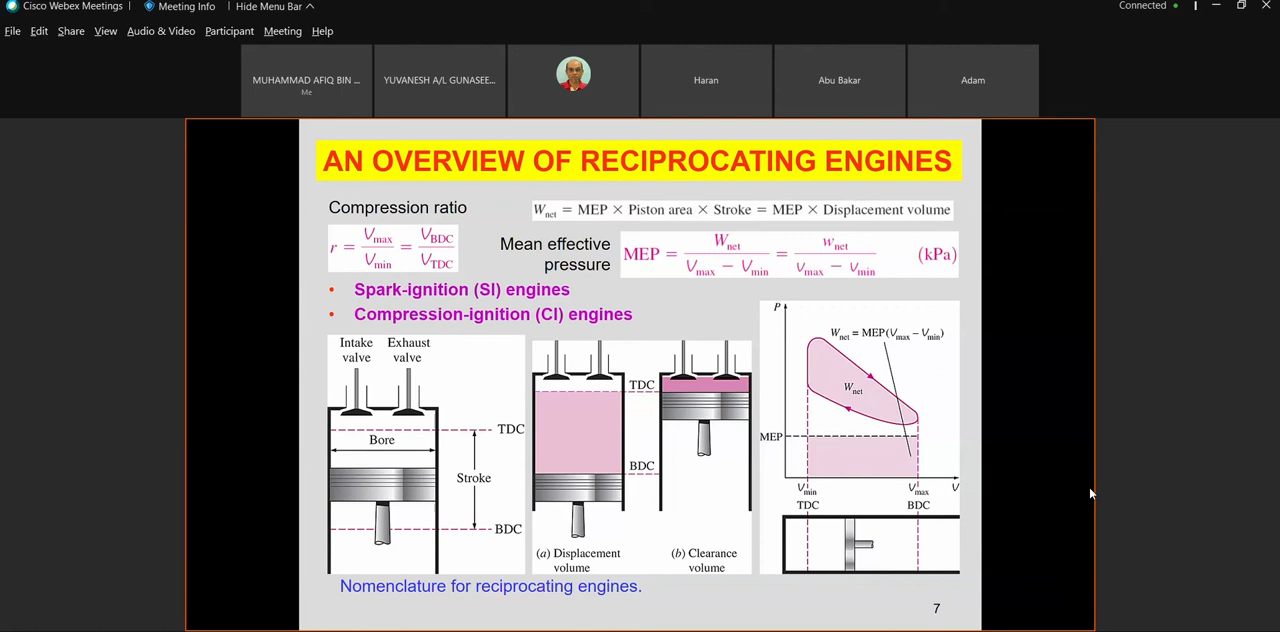 Cisco Webex Meetings | Meeting Info | Hide Menu Bar
Connected
File Edit Share View Audio & Video Participant Meeting Help
MUHAMMAD AFIQ BIN ...
Me
YUVANESH A/L GUNASEE...
Haran
Abu Bakar
Adam
AN OVERVIEW OF RECIPROCATING ENGINES
Compression ratio
r = Vmax / Vmin = VBDC / VTDC
Wnet = MEP × Piston area × Stroke = MEP × Displacement volume
Mean effective
pressure
MEP = Wnet / (Vmax − Vmin) = wnet / (vmax − vmin) (kPa)
• Spark-ignition (SI) engines
• Compression-ignition (CI) engines
Intake
valve
Exhaust
valve
TDC
Bore
Stroke
BDC
TDC
BDC
(a) Displacement
volume
(b) Clearance
volume
P
Wnet = MEP(Vmax − Vmin)
Wnet
MEP
Vmin
Vmax
V
TDC
BDC
Nomenclature for reciprocating engines.
7